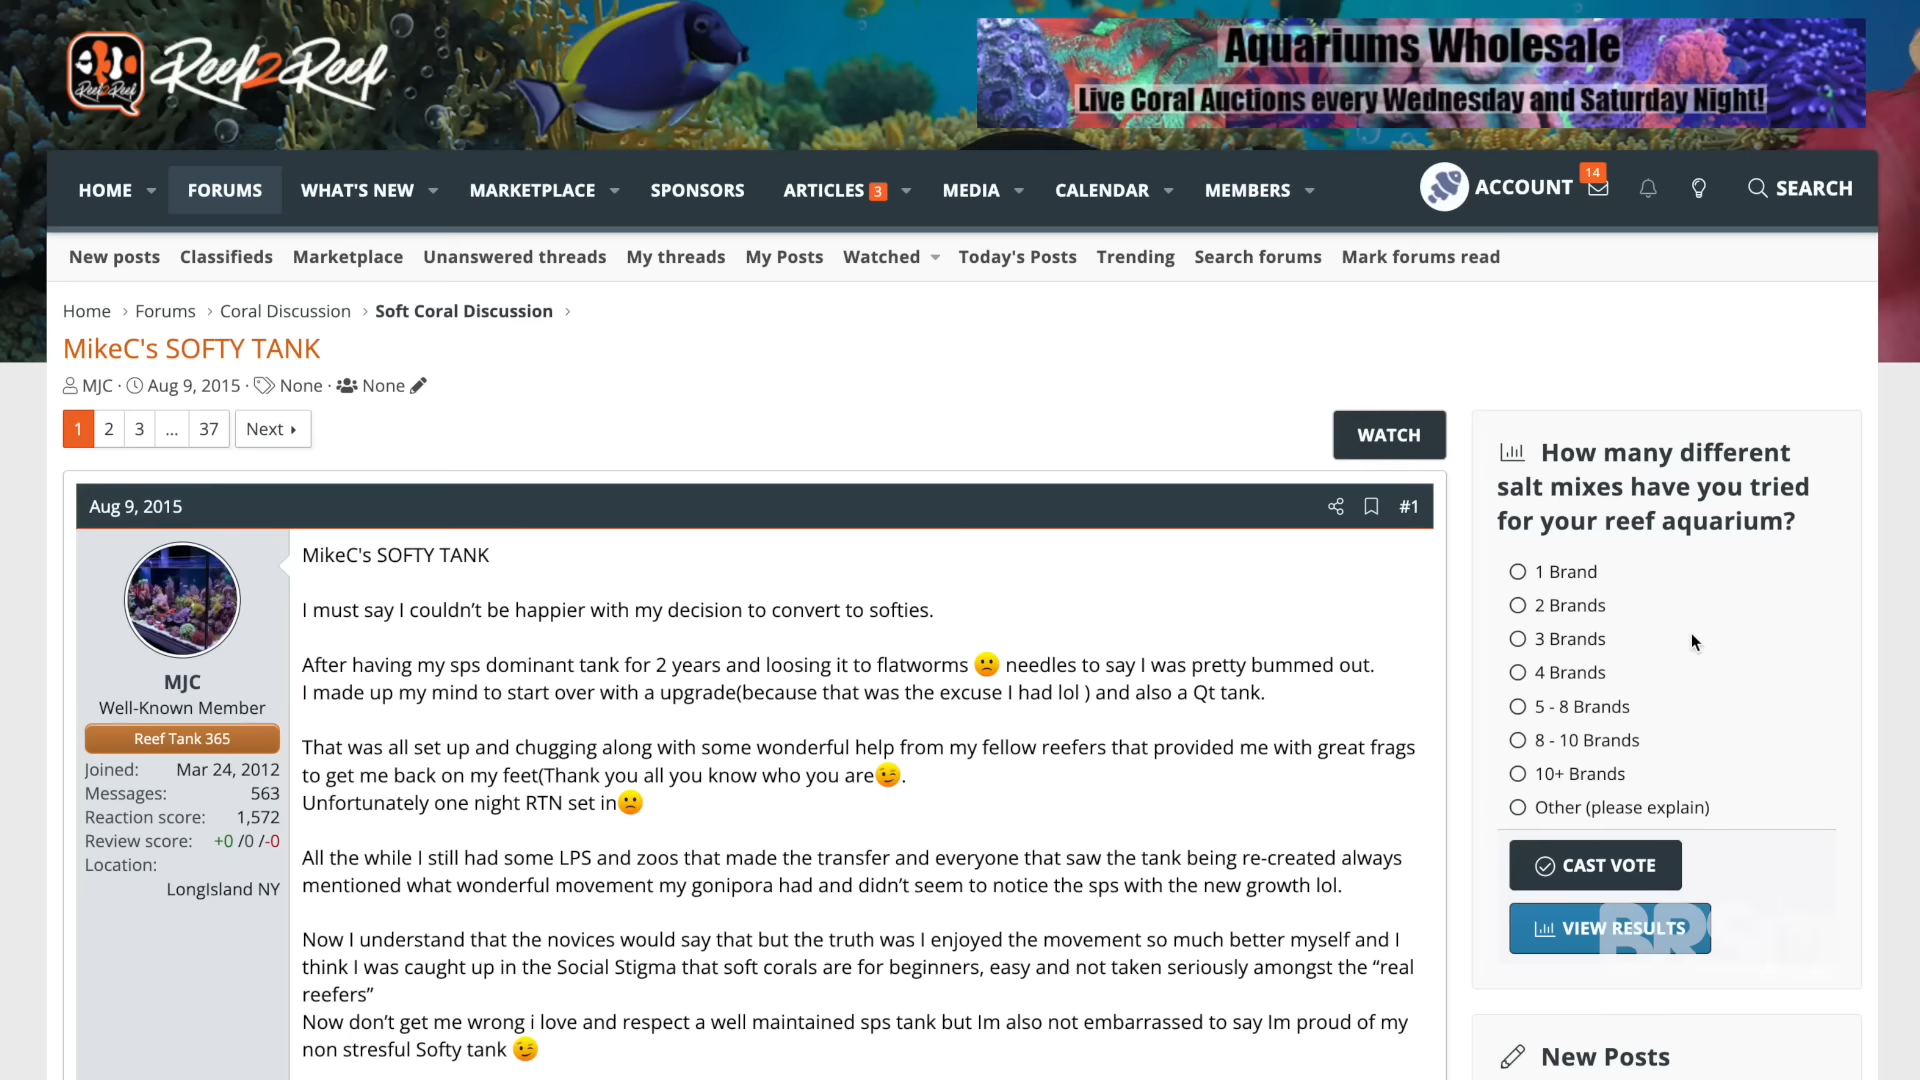 Reef2Reef
Reef2Reef
Aquariums Wholesale
Live Coral Auctions every Wednesday and Saturday Night!
HOME FORUMS WHAT'S NEW MARKETPLACE SPONSORS ARTICLES 3 MEDIA CALENDAR MEMBERS ACCOUNT 14 SEARCH
New posts Classifieds Marketplace Unanswered threads My threads My Posts Watched Today's Posts Trending Search forums Mark forums read
Home › Forums › Coral Discussion › Soft Coral Discussion ›
MikeC's SOFTY TANK
MJC · Aug 9, 2015 · None · None
1 2 3 ... 37 Next
WATCH
Aug 9, 2015 #1
MJC
Well-Known Member
Reef Tank 365
Joined: Mar 24, 2012
Messages: 563
Reaction score: 1,572
Review score: +0 /0 /-0
Location:
LongIsland NY
MikeC's SOFTY TANK
I must say I couldn’t be happier with my decision to convert to softies.
After having my sps dominant tank for 2 years and loosing it to flatworms 🙁 needles to say I was pretty bummed out.
I made up my mind to start over with a upgrade(because that was the excuse I had lol ) and also a Qt tank.
That was all set up and chugging along with some wonderful help from my fellow reefers that provided me with great frags
to get me back on my feet(Thank you all you know who you are😉.
Unfortunately one night RTN set in🙁
All the while I still had some LPS and zoos that made the transfer and everyone that saw the tank being re-created always
mentioned what wonderful movement my gonipora had and didn’t seem to notice the sps with the new growth lol.
Now I understand that the novices would say that but the truth was I enjoyed the movement so much better myself and I
think I was caught up in the Social Stigma that soft corals are for beginners, easy and not taken seriously amongst the “real
reefers”
Now don’t get me wrong i love and respect a well maintained sps tank but Im also not embarrassed to say Im proud of my
non stresful Softy tank 😉
How many different
salt mixes have you tried
for your reef aquarium?
1 Brand
2 Brands
3 Brands
4 Brands
5 - 8 Brands
8 - 10 Brands
10+ Brands
Other (please explain)
CAST VOTE
VIEW RESULTS
New Posts